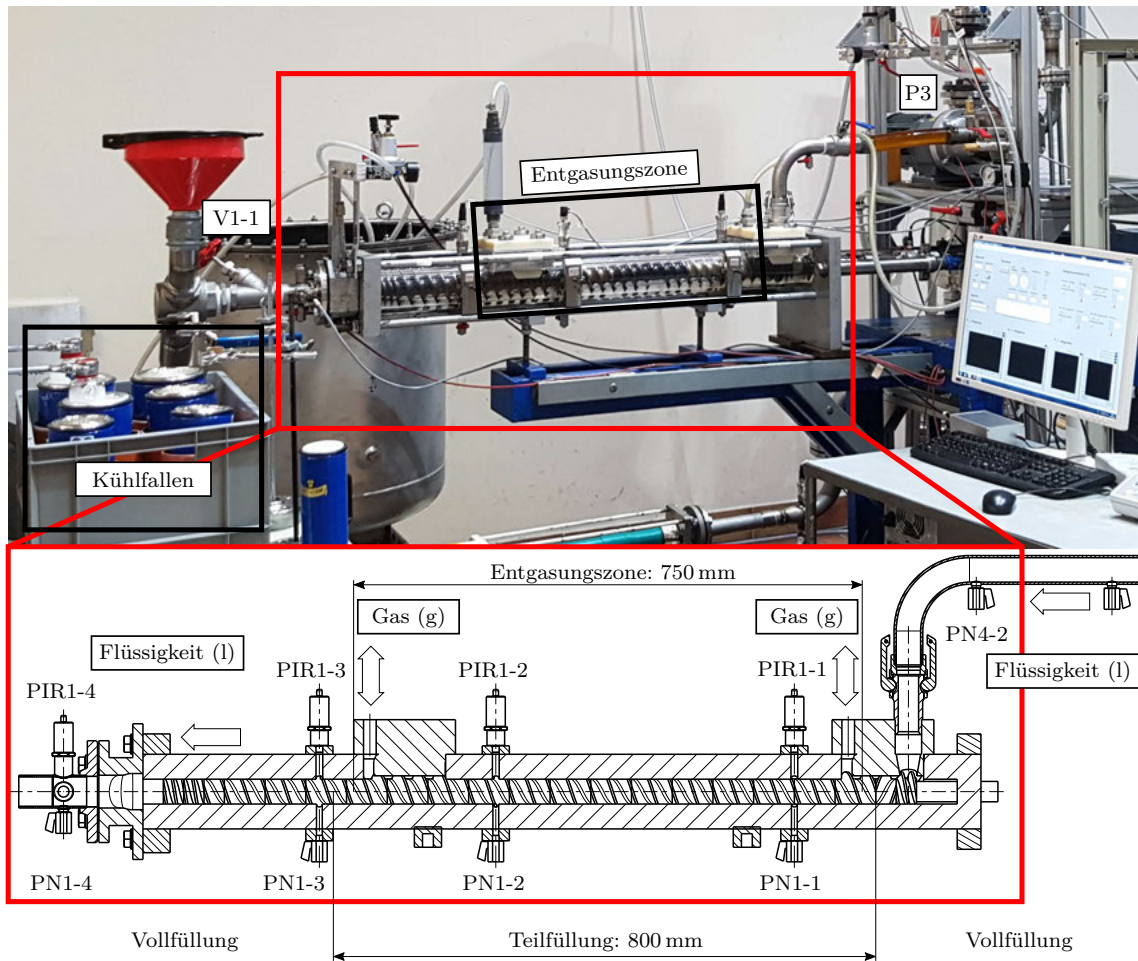 P3
Entgasungszone
V1-1
Kühlfallen
Entgasungszone: 750 mm
Gas (g)
Gas (g)
PN4-2
Flüssigkeit (l)
PIR1-3
PIR1-2
PIR1-1
Flüssigkeit (l)
PIR1-4
PN1-4
PN1-3
PN1-2
PN1-1
Vollfüllung
Teilfüllung: 800 mm
Vollfüllung